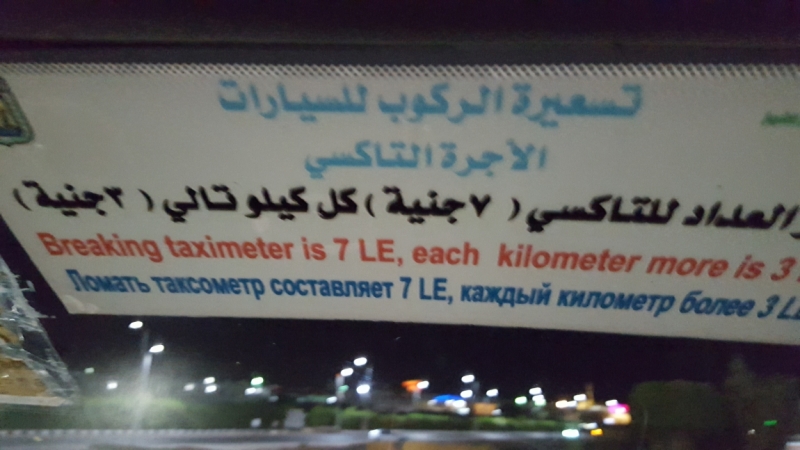 تسعيرة الركوب للسيارات
الأجرة التاكسي
العداد للتاكسي ( ٧جنية ) كل كيلو تالي ( ٣جنية )
Breaking taximeter is 7 LE, each kilometer more is 3
Ломать таксометр составляет 7 LE, каждый километр более 3 LE